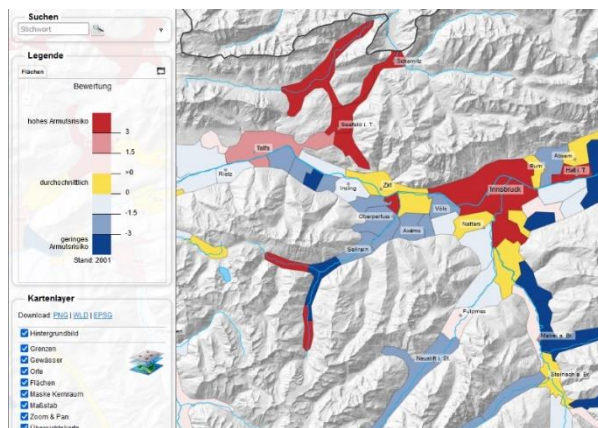 Suchen
Stichwort
Legende
Flächen
Bewertung
hohes Armutsrisiko
3
1.5
>0
durchschnittlich
0
-1.5
-3
geringes
Armutsrisiko
Stand: 2001
Kartenlayer
Download: PNG | WLD | EPSG
Hintergrundbild
Grenzen
Gewässer
Orte
Flächen
Maske Kernraum
Maßstab
Zoom & Pan
Übersichtskarte
Scharnitz
Seefeld i. T.
Telfs
Rietz
Inzing
Zirl
Oberperfuss
Völs
Axams
Sellrain
Natters
Innsbruck
Rum
Absam
Hall i. T.
Fulpmes
Neustift i. St.
Matrei a. Br.
Steinach a. Br.